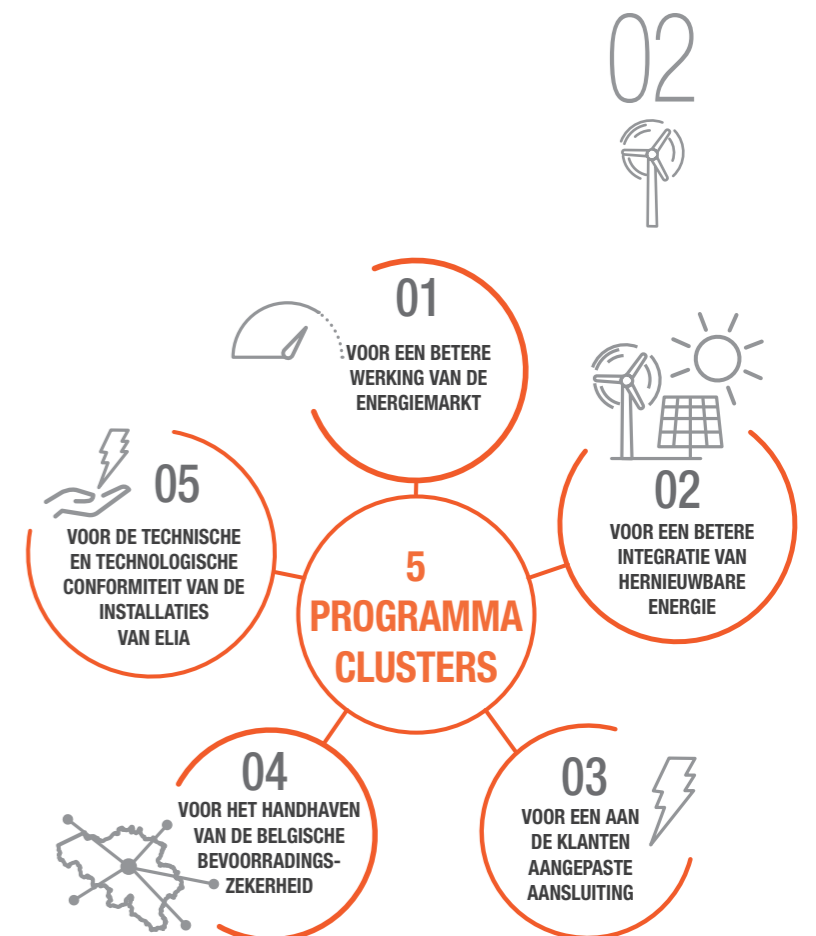 02
01
VOOR EEN BETERE
WERKING VAN DE
ENERGIEMARKT
02
VOOR EEN BETERE
INTEGRATIE VAN
HERNIEUWBARE
ENERGIE
05
VOOR DE TECHNISCHE
EN TECHNOLOGISCHE
CONFORMITEIT VAN DE
INSTALLATIES
VAN ELIA
5
PROGRAMMA
CLUSTERS
04
VOOR HET HANDHAVEN
VAN DE BELGISCHE
BEVOORRADINGS-
ZEKERHEID
03
VOOR EEN AAN
DE KLANTEN
AANGEPASTE
AANSLUITING